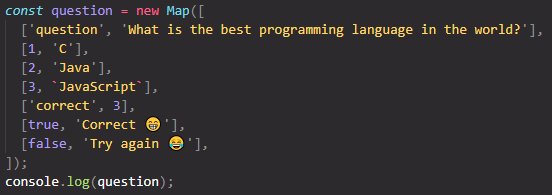 const question = new Map([
['question', 'What is the best programming language in the world?'],
[1, 'C'],
[2, 'Java'],
[3, `JavaScript`],
['correct', 3],
[true, 'Correct 😁'],
[false, 'Try again 😂'],
]);
console.log(question);